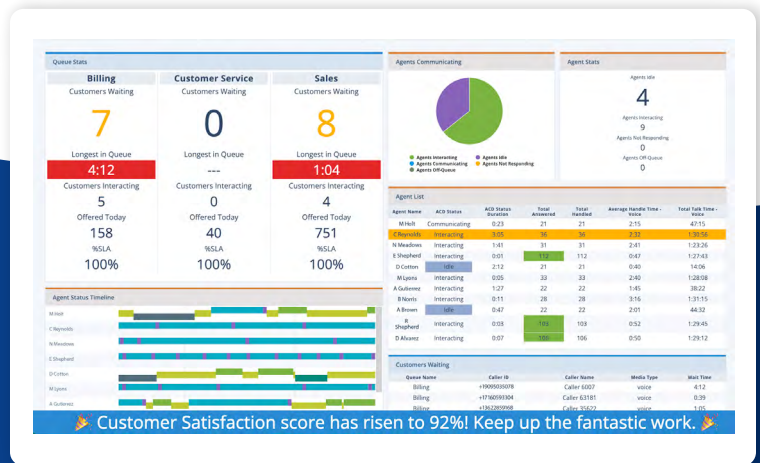 Queue Stats
Billing
Customers Waiting
7
Longest in Queue
4:12
Customers Interacting
5
Offered Today
158
%SLA
100%
Customer Service
Customers Waiting
0
Longest in Queue
---
Customers Interacting
0
Offered Today
40
%SLA
100%
Sales
Customers Waiting
8
Longest in Queue
1:04
Customers Interacting
4
Offered Today
751
%SLA
100%
Agent Status Timeline
M Holt
C Reynolds
N Meadows
E Shepherd
D Cotton
M Lyons
A Gutierrez
Agents Communicating
Agents Interacting Agents Idle
Agents Communicating Agents Not Responding
Agents Off-Queue
Agent Stats
Agents Idle
4
Agents Interacting
9
Agents Not Responding
0
Agents Off-Queue
0
Agent List
Agent Name ACD Status ACD Status Duration Total Answered Total Handled Average Handle Time - Voice Total Talk Time - Voice
M Holt Communicating 0:23 21 21 2:15 47:15
C Reynolds Interacting 3:05 36 36 2:32 1:30:56
N Meadows Interacting 1:41 31 31 2:41 1:23:26
E Shepherd Interacting 0:01 112 112 0:47 1:27:43
D Cotton Idle 2:12 21 21 0:40 14:06
M Lyons Interacting 0:05 33 33 2:40 1:28:08
A Gutierrez Interacting 1:27 22 22 1:45 38:22
B Norris Interacting 0:11 28 28 3:16 1:31:15
A Brown Idle 0:47 22 22 2:01 44:32
R Shepherd Interacting 0:03 103 103 0:52 1:29:45
D Alvarez Interacting 0:07 106 106 0:50 1:29:12
Customers Waiting
Queue Name Caller ID Caller Name Media Type Wait Time
Billing +19095035078 Caller 6007 voice 4:12
Billing +17160593304 Caller 63181 voice 0:39
Billing Caller 35622 voice 1:05
Customer Satisfaction score has risen to 92%! Keep up the fantastic work.